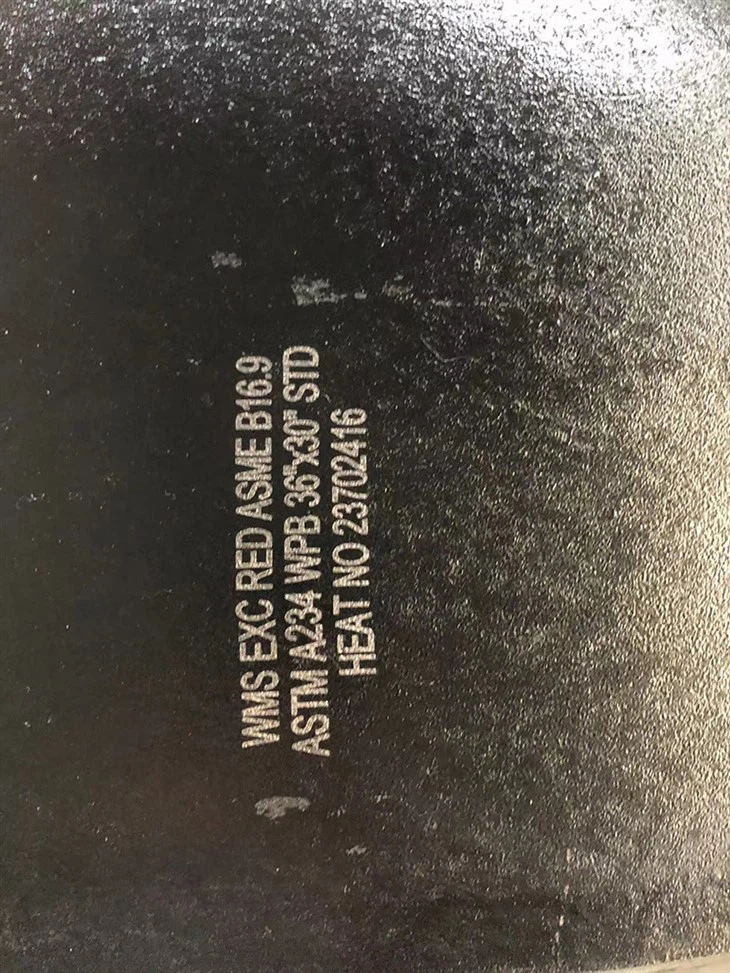 WMS EXC RED ASME B16.9
ASTM A234 WPB 36"x30" STD
HEAT NO 23702416